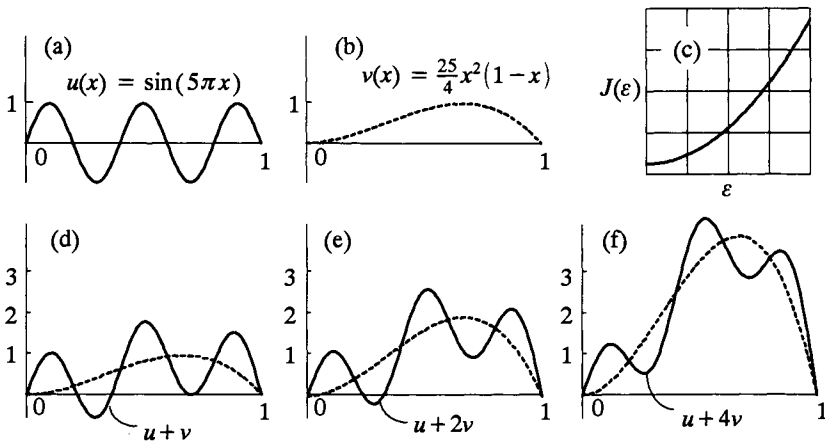 (a)
u(x) = sin(5πx)
1
0
1
(b)
v(x) = 25/4 x²(1−x)
1
0
1
(c)
J(ε)
ε
(d)
3
2
1
0
1
u+v
(e)
3
2
1
0
1
u+2v
(f)
3
2
1
0
1
u+4v